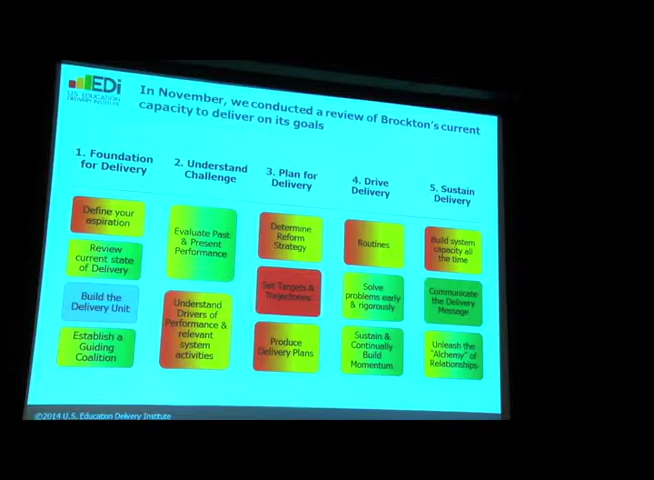 EDi
U.S. EDUCATION
DELIVERY INSTITUTE
In November, we conducted a review of Brockton's current
capacity to deliver on its goals
1. Foundation
for Delivery
Define your
aspiration
Review
current state
of Delivery
Build the
Delivery Unit
Establish a
Guiding
Coalition
2. Understand
Challenge
Evaluate Past
& Present
Performance
Understand
Drivers of
Performance &
relevant
system
activities
3. Plan for
Delivery
Determine
Reform
Strategy
Set Targets &
Trajectories
Produce
Delivery Plans
4. Drive
Delivery
Routines
Solve
problems early
& rigorously
Sustain &
Continually
Build
Momentum
5. Sustain
Delivery
Build system
capacity all
the time
Communicate
the Delivery
Message
Unleash the
"Alchemy" of
Relationships
©2014 U.S. Education Delivery Institute